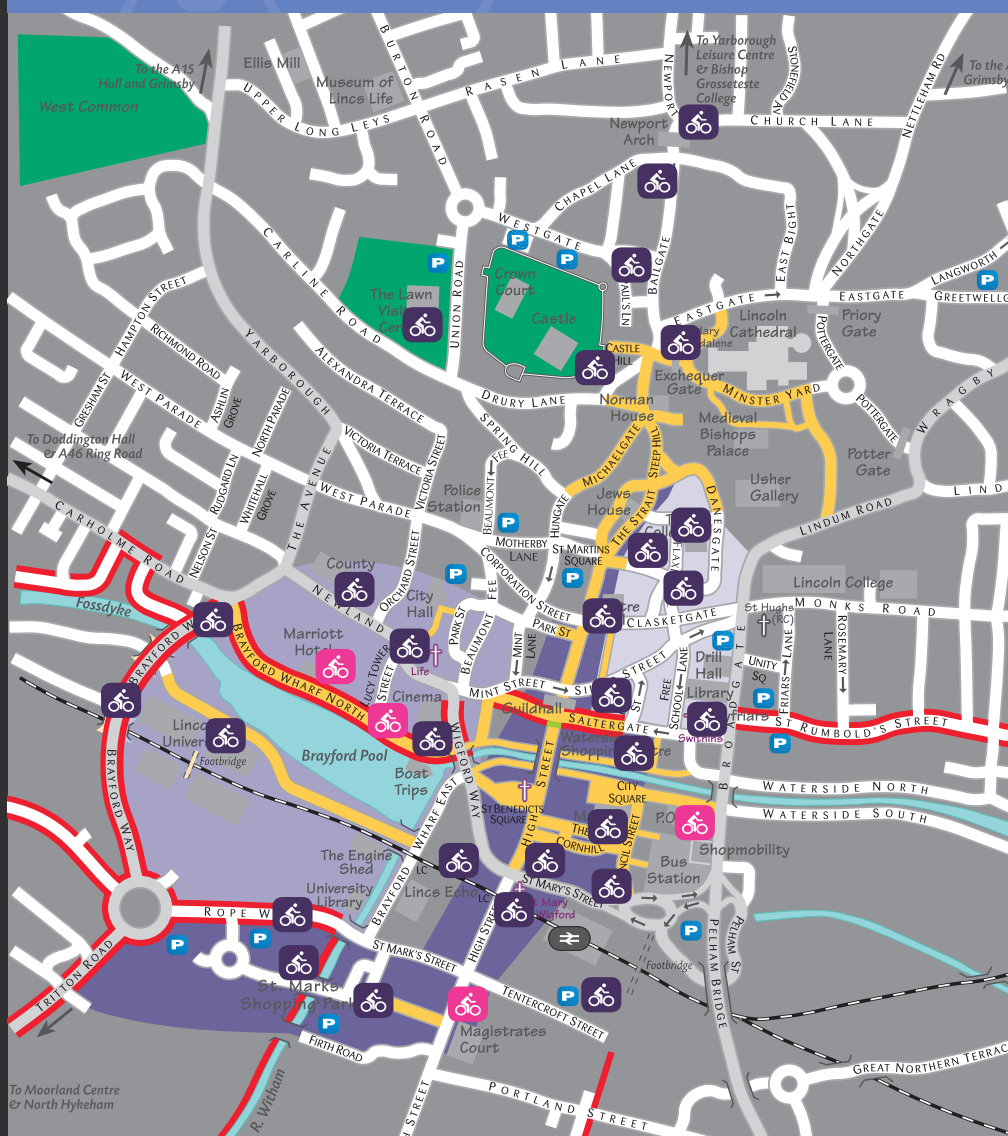 To the A15
Hull and Grimsby
West Common
Ellis Mill
Museum of
Lincs Life
BURTON ROAD
RASEN LANE
UPPER LONG LEYS
NEWPORT
To Yarborough
Leisure Centre
& Bishop
Grosseteste
College
STONEFIELD AV
NETTLEHAM RD
To the A
Grimsby
Newport
Arch
CHURCH LANE
CHAPEL LANE
WESTGATE
EAST BIGHT
NORTHGATE
BAILGATE
LANGWORTH
GREETWELL
P
P
P
P
CARLINE ROAD
UNION ROAD
The Lawn
Crown
Court
Castle
EASTGATE
EASTGATE
Lincoln
Cathedral
Priory
Gate
POTTERGATE
CASTLE
HILL
Exchequer
Gate
MINSTER YARD
Norman
House
DRURY LANE
Medieval
Bishops
Palace
POTTERGATE
Potter
Gate
WRAGBY
HAMPTON STREET
RICHMOND ROAD
YARBOROUGH
ALEXANDRA TERRACE
GRESHAM ST
WEST PARADE
ASHLIN
GROVE
NORTH PARADE
SPRING HILL
MICHAELGATE
STEEP HILL
To Doddington Hall
& A46 Ring Road
VICTORIA TERRACE
VICTORIA STREET
RUDGARD LN
WHITEHALL
GROVE
THE AVENUE
WEST PARADE
Police
Station
BEAUMONT FEE
HUNGATE
Jews
House
THE STRAIT
DANESGATE
Usher
Gallery
LINDUM ROAD
LIND
CARHOLME ROAD
NELSON ST
P
MOTHERBY
LANE
ST MARTINS
SQUARE
P
P
FLAX
County
NEWLAND
ORCHARD STREET
City
Hall
CORPORATION STREET
Lincoln College
Fossdyke
BRAYFORD W
Marriott
Hotel
PARK ST
BEAUMONT FEE
MINT
LANE
PARK ST
CLASKETGATE
St Hughs
(RC)
MONKS ROAD
ROSEMARY
LANE
LUCY TOWER
STREET
Life
Cinema
MINT STREET
Guildhall
FREE
SCHOOL LANE
P
Drill
Hall
Library
UNITY
SQ
FRIARS LANE
P
BRAYFORD WHARF NORTH
SALTERGATE
Swithins
BROADGATE
ST RUMBOLD'S STREET
P
Footbridge
Brayford Pool
Boat
Trips
WIGFORD WAY
HIGH STREET
CITY
SQUARE
WATERSIDE NORTH
WATERSIDE SOUTH
BRAYFORD WAY
ST BENEDICTS
SQUARE
CORNHILL
P.O
Shopmobility
Bus
Station
The Engine
Shed
University
Library
BRAYFORD WHARF EAST
LC
Lincs Echo
LC
ST MARY'S STREET
Wigford
ROPE W
P
P
P
TRITTON ROAD
HIGH STREET
ST MARK'S STREET
Footbridge
PELHAM BRIDGE
PELHAM ST
St. Marks
Shopping Park
P
P
TENTERCROFT STREET
Magistrates
Court
FIRTH ROAD
GREAT NORTHERN TERRAC
To Moorland Centre
& North Hykeham
R. Witham
PORTLAND STREET